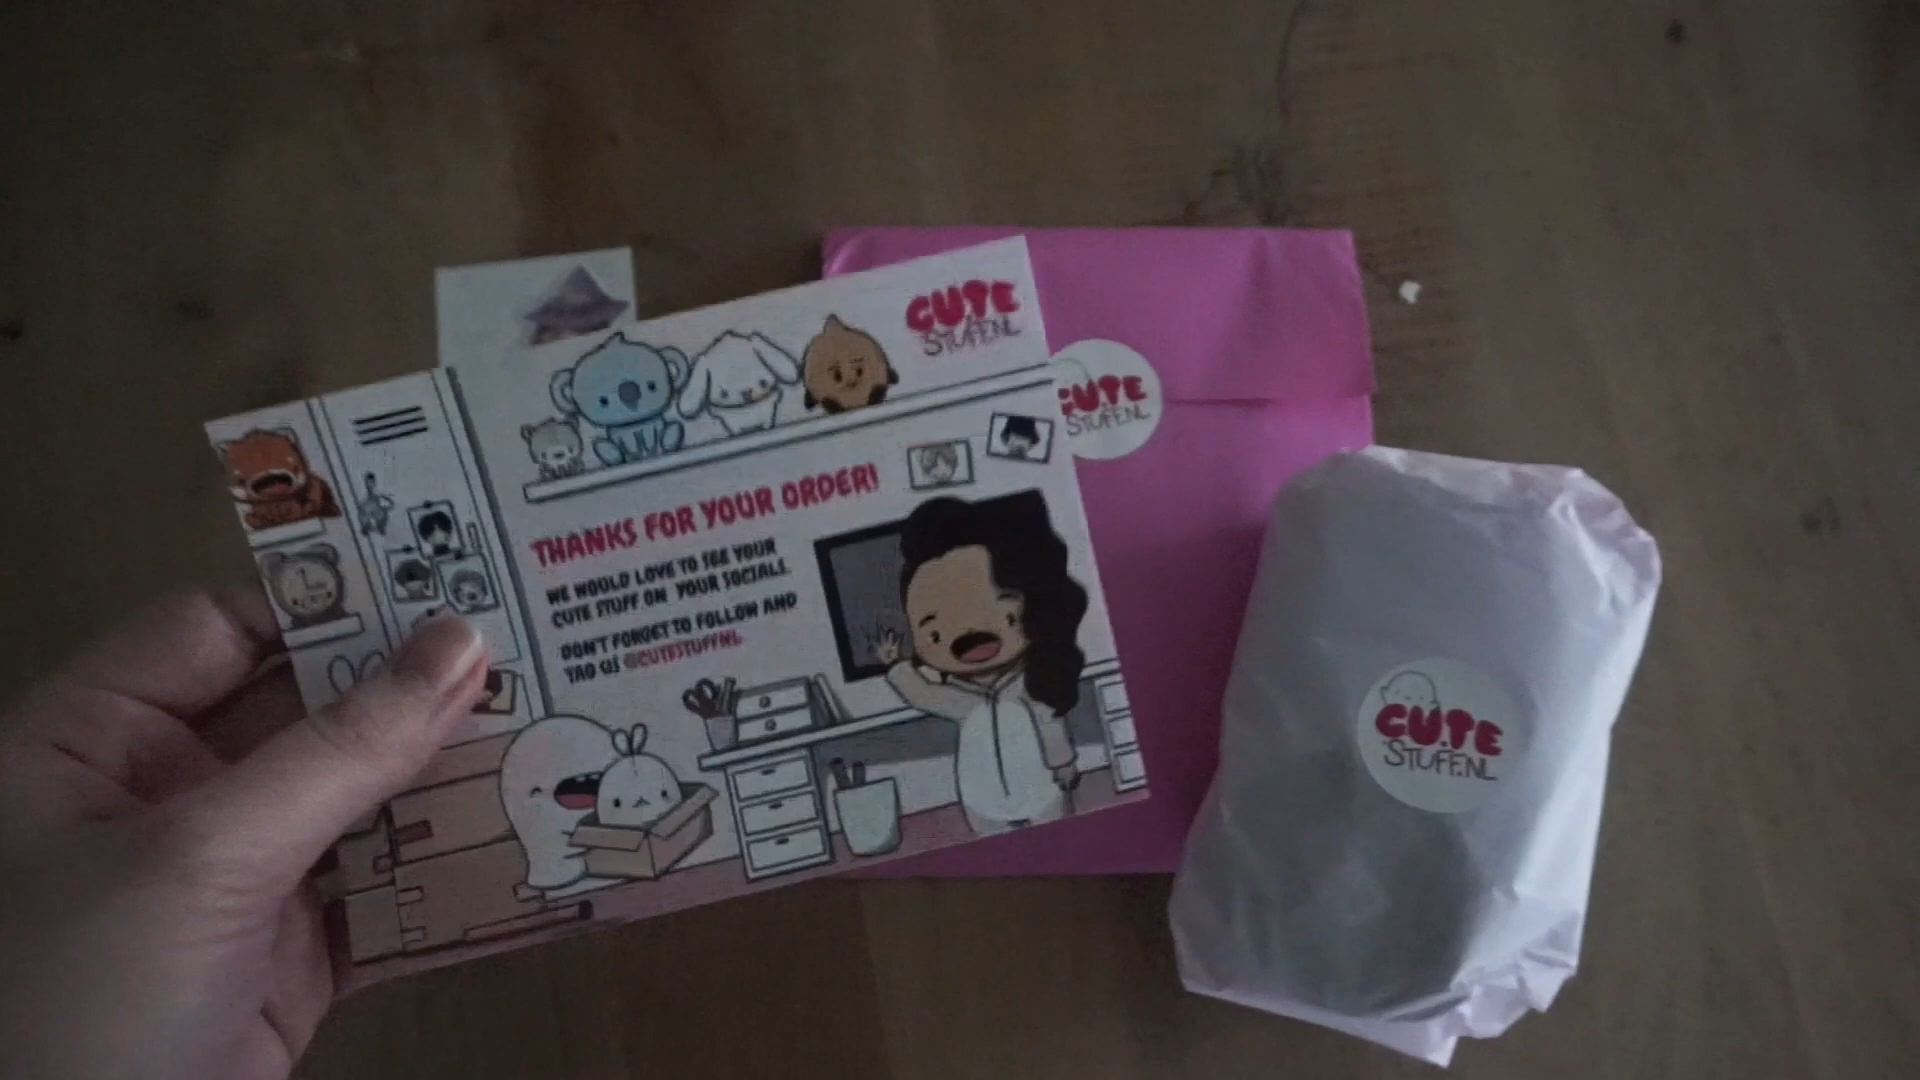 CUTE
STUFF.NL
THANKS FOR YOUR ORDER!
WE WOULD LOVE TO SEE YOUR
CUTE STUFF ON YOUR SOCIALS.
DON'T FORGET TO FOLLOW AND
TAG US @CUTESTUFFNL
CUTE
STUFF.NL
CUTE
STUFF.NL